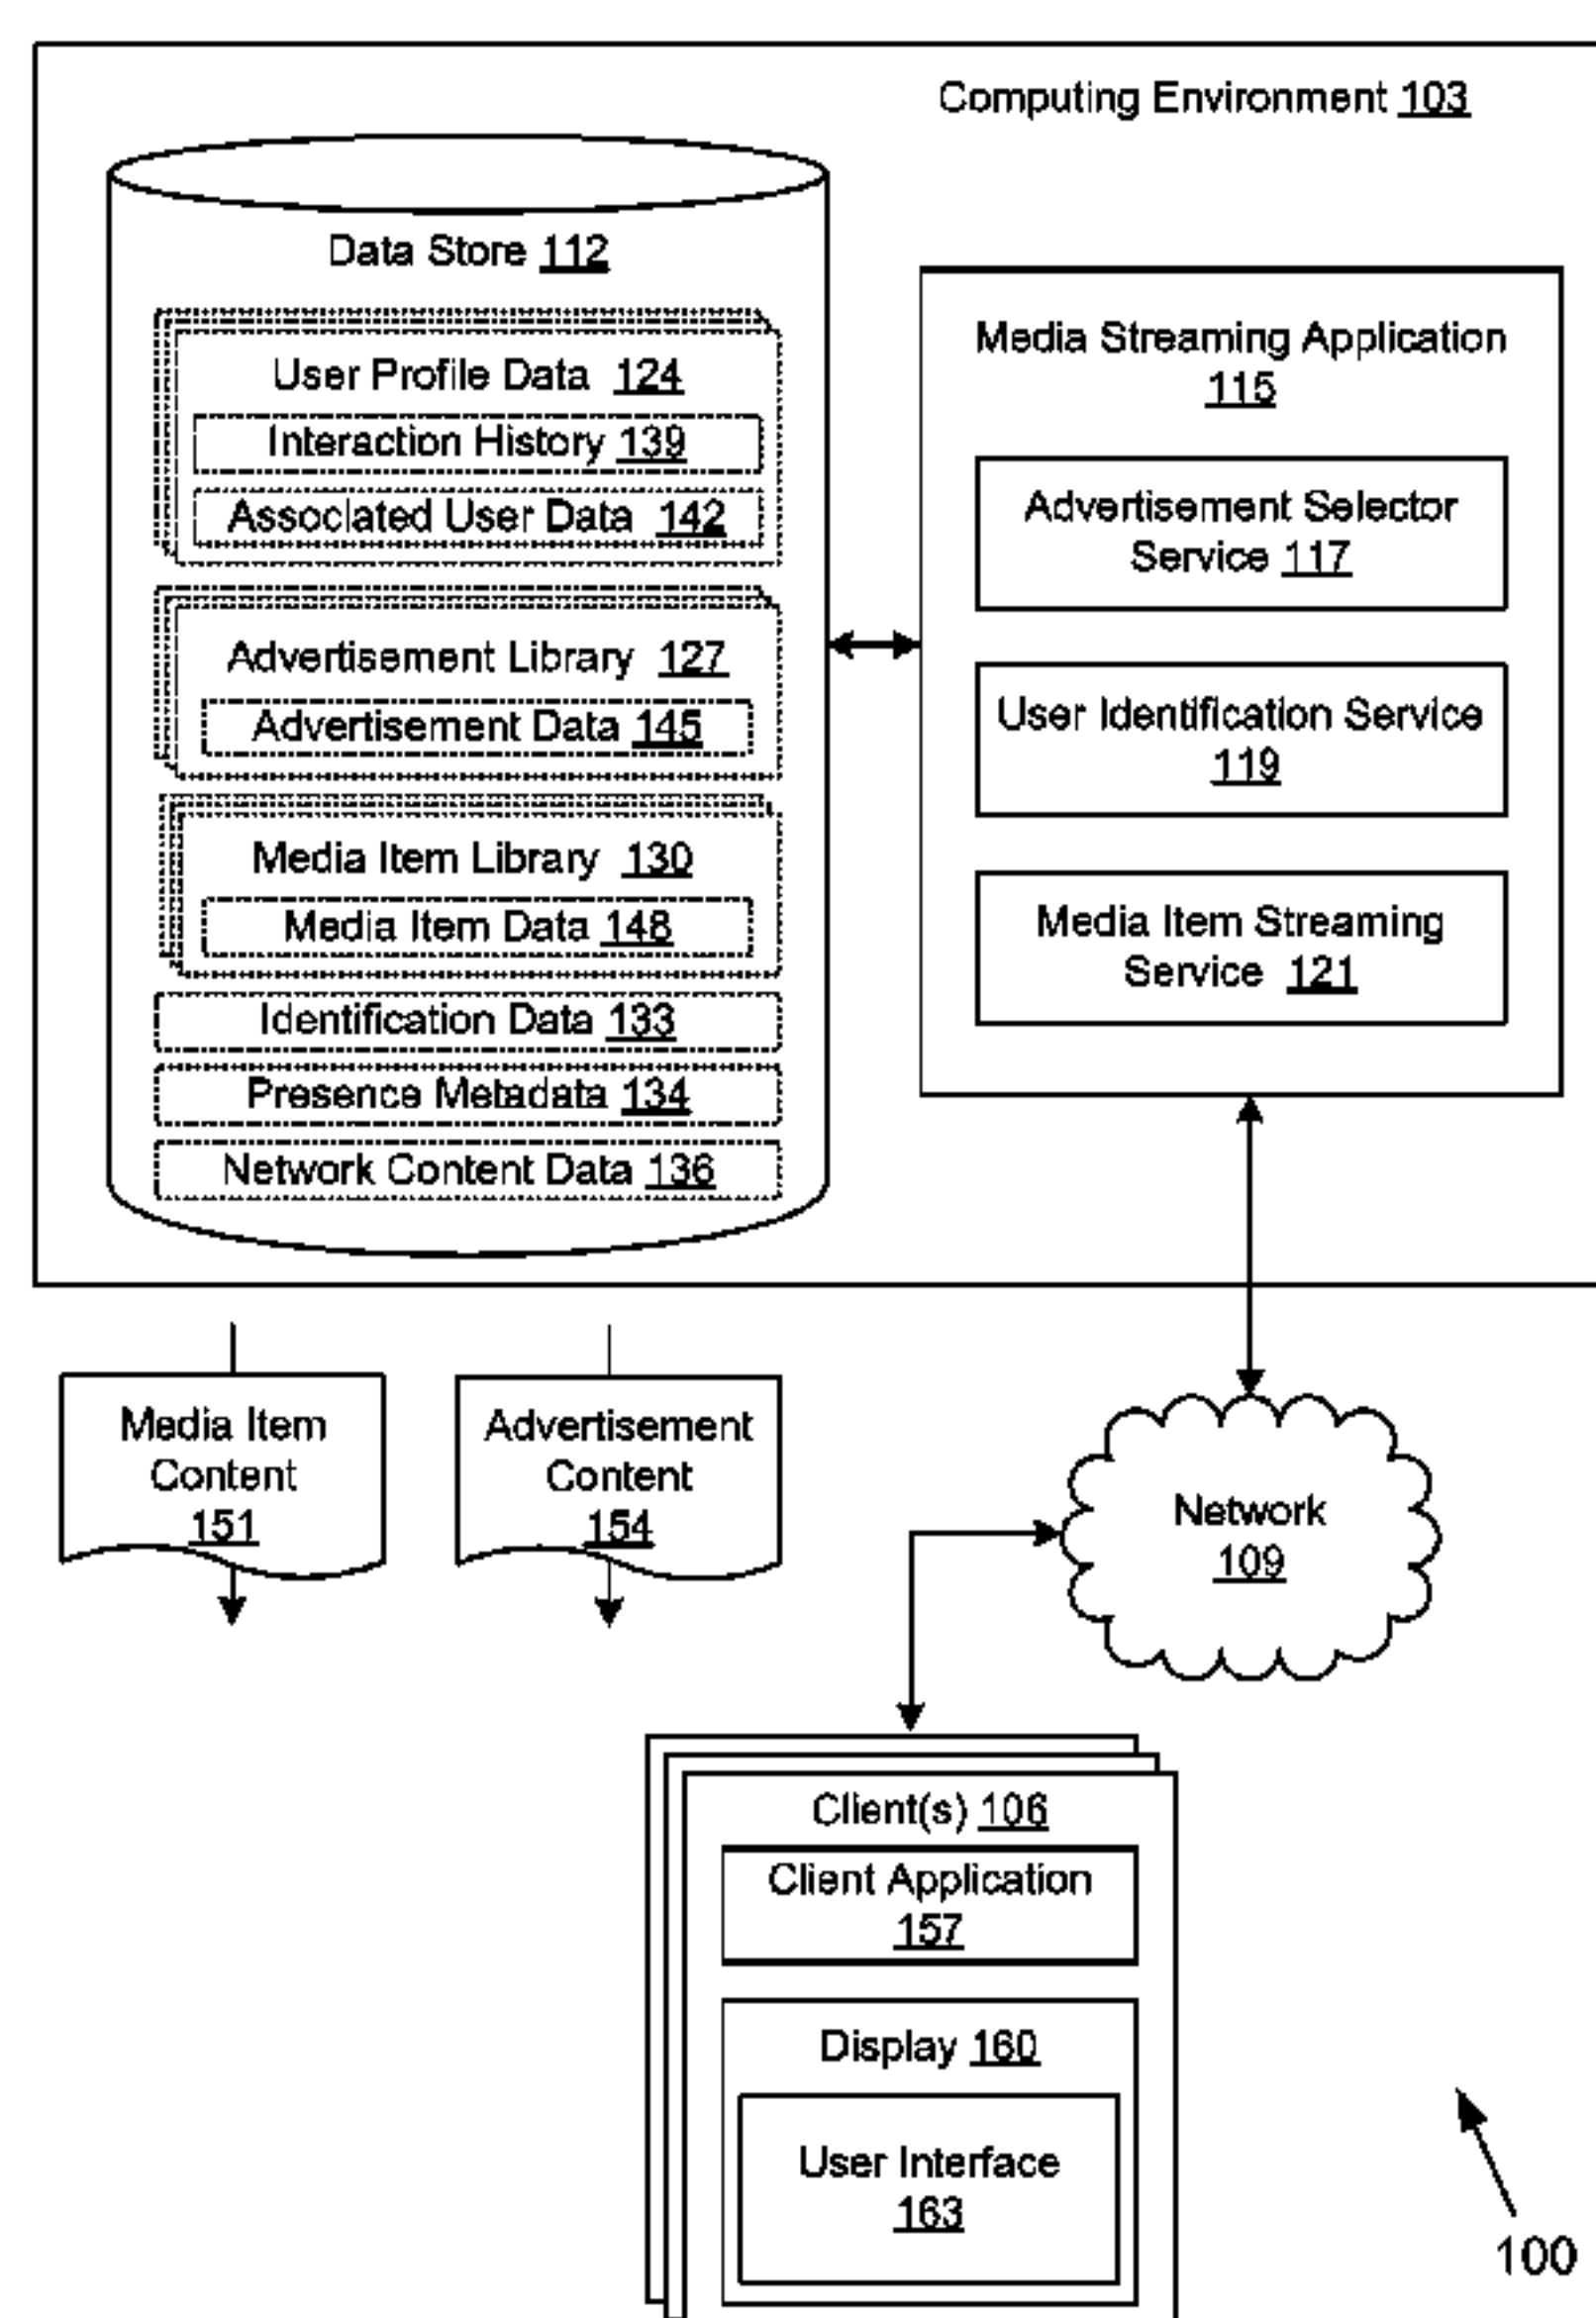 Computing Environment 103
Data Store 112
User Profile Data 124
Interaction History 139
Associated User Data 142
Advertisement Library 127
Advertisement Data 145
Media Item Library 130
Media Item Data 148
Identification Data 133
Presence Metadata 134
Network Content Data 136
Media Streaming Application
115
Advertisement Selector
Service 117
User Identification Service
119
Media Item Streaming
Service 121
Media Item
Content
151
Advertisement
Content
154
Network
109
Client(s) 106
Client Application
157
Display 160
User Interface
163
100